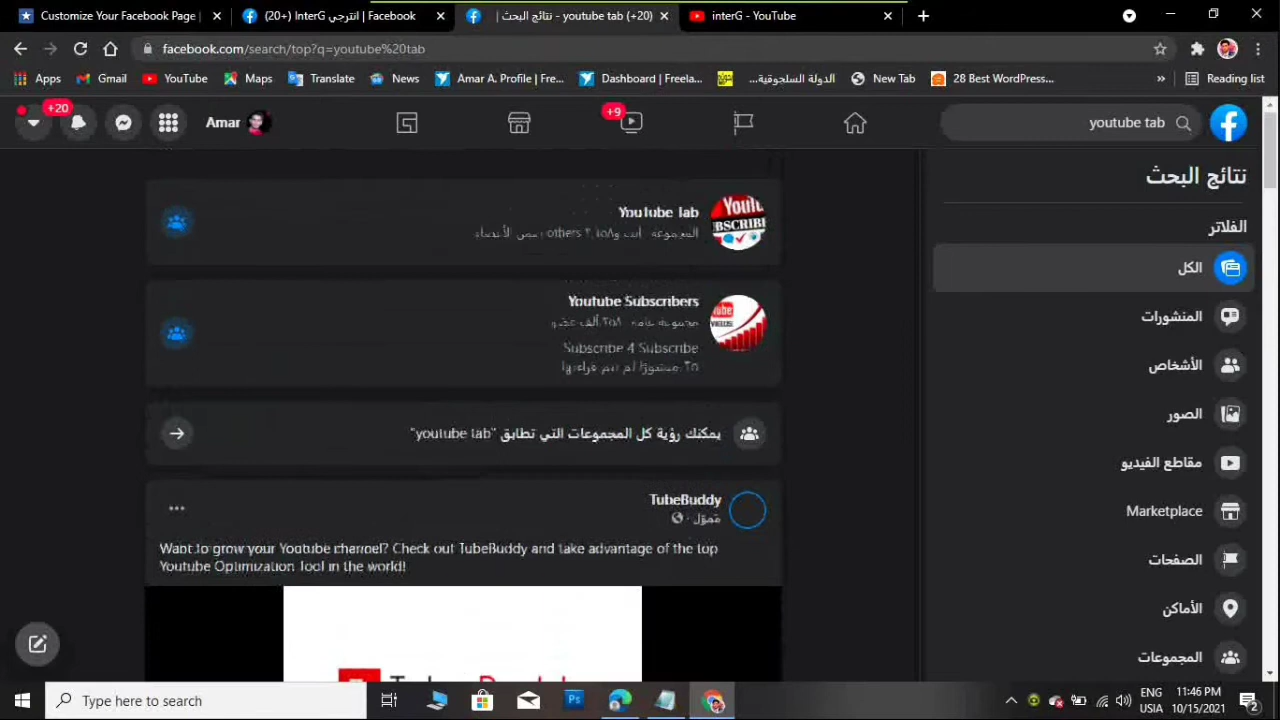 Customize Your Facebook Page |
(20+) InterG انترجي | Facebook
(20+) youtube tab - نتائج البحث |
interG - YouTube
facebook.com/search/top?q=youtube%20tab
Apps
Gmail
YouTube
Maps
Translate
News
Amar A. Profile | Fre...
Dashboard | Freela...
الدولة السلجوقية...
New Tab
28 Best WordPress...
»
Reading list
+20
Amar
+9
youtube tab
نتائج البحث
الفلاتر
الكل
المنشورات
الأشخاص
الصور
مقاطع الفيديو
Marketplace
الصفحات
الأماكن
المجموعات
YouTube Tab
Youtube Subscribers
Subscribe 4 Subscribe
يمكنك رؤية كل المجموعات التي تطابق "youtube tab"
TubeBuddy
مُموَّل
Want to grow your Youtube channel? Check out TubeBuddy and take advantage of the top
Youtube Optimization Tool in the world!
Type here to search
Ps
ENG
USIA
11:46 PM
10/15/2021
2